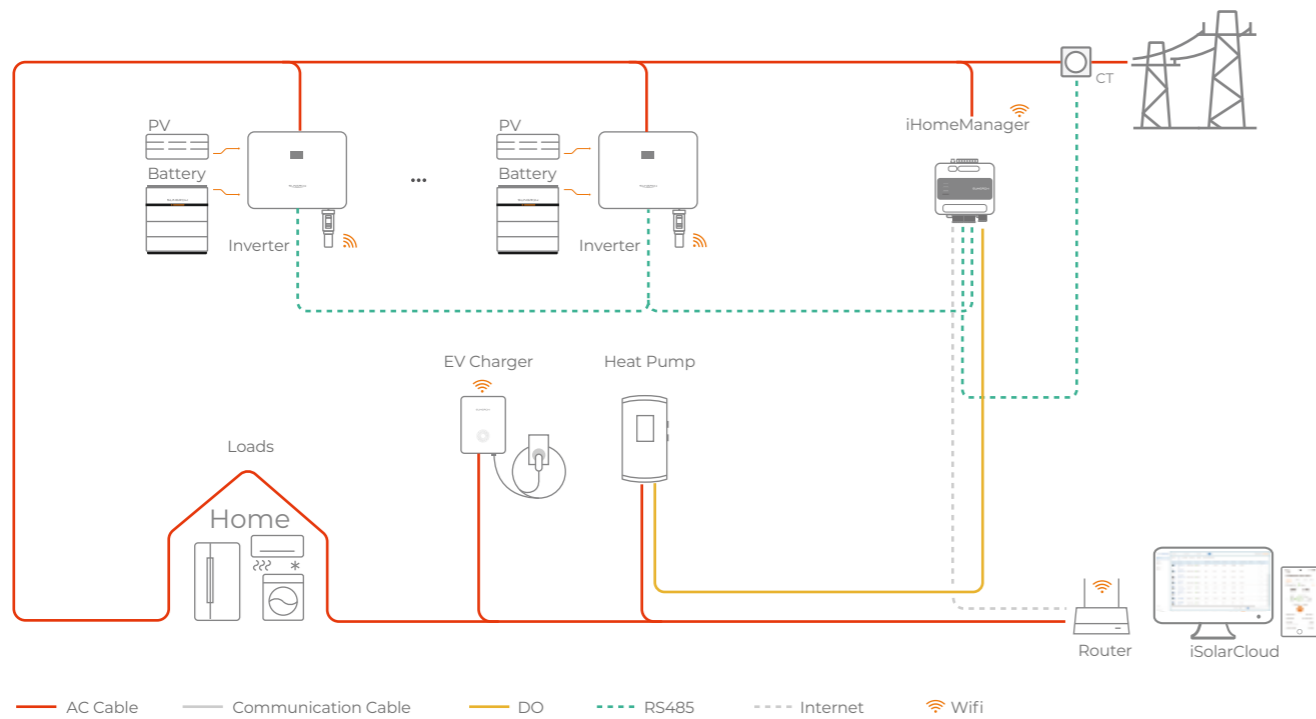 CT
iHomeManager
PV
Battery
Inverter
...
PV
Battery
Inverter
EV Charger
Heat Pump
Loads
Home
Router
iSolarCloud
AC Cable
Communication Cable
DO
RS485
Internet
Wifi